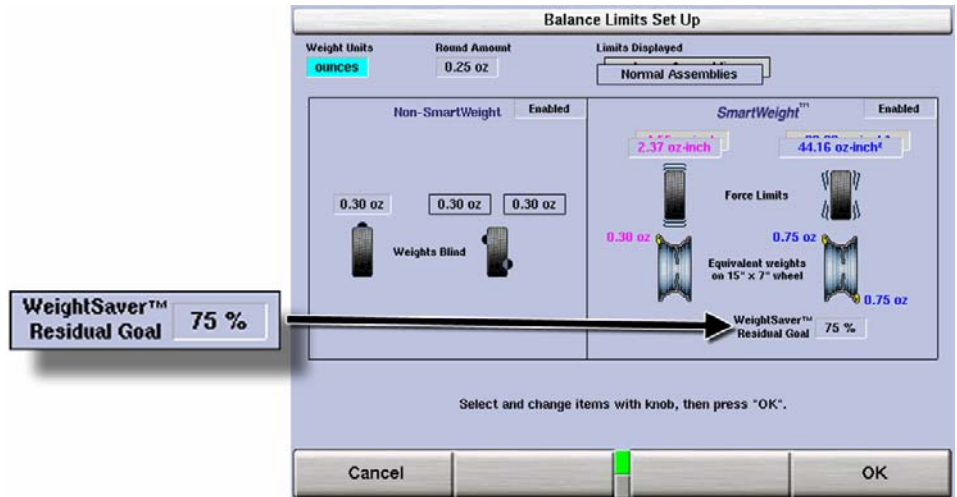 Balance Limits Set Up
Weight Units
Round Amount
Limits Displayed
ounces
0.25 oz
Normal Assemblies
Non-SmartWeight
Enabled
SmartWeight™
Enabled
2.37 oz-inch
44.16 oz-inch²
0.30 oz
0.30 oz
0.30 oz
Force Limits
Weights Blind
0.30 oz
0.75 oz
Equivalent weights
on 15" x 7" wheel
0.75 oz
WeightSaver™
Residual Goal
75 %
WeightSaver™
Residual Goal
75 %
Select and change items with knob, then press "OK".
Cancel
OK